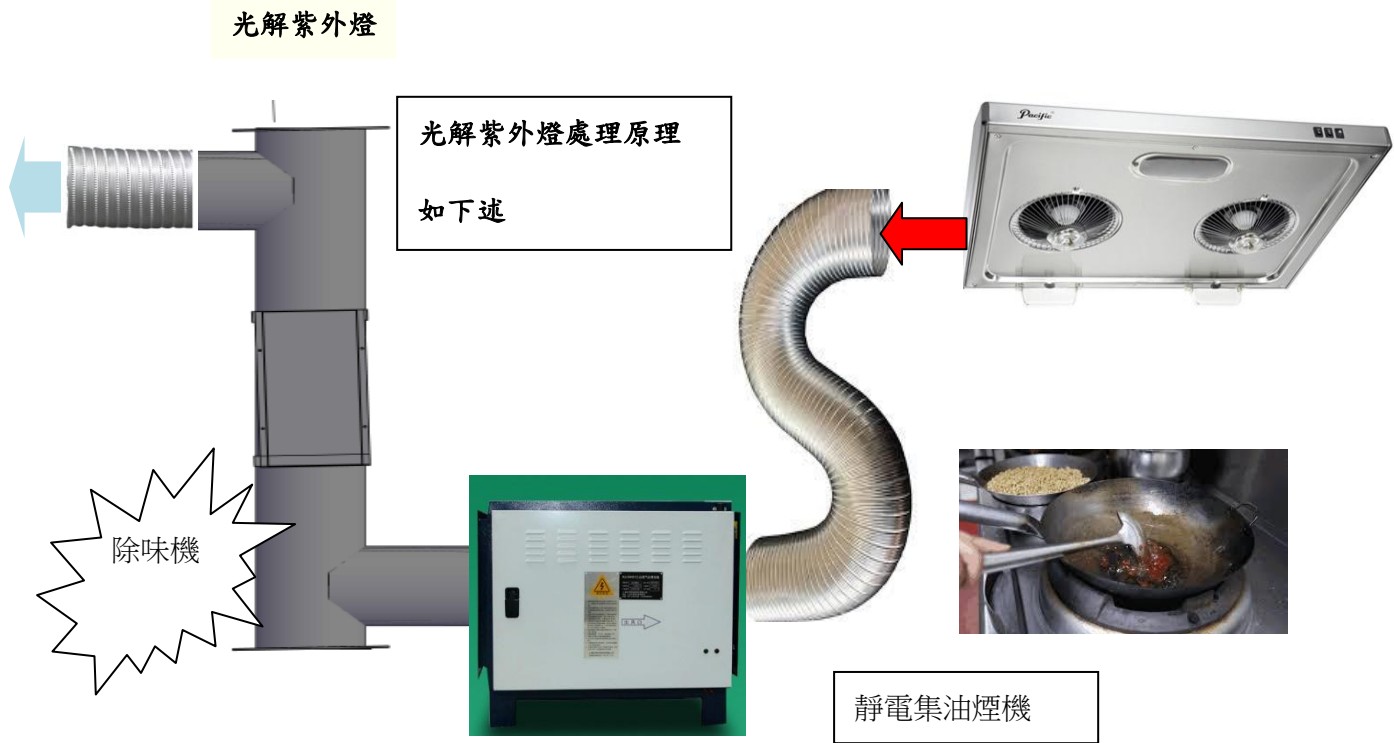 光解紫外燈
光解紫外燈處理原理
如下述
Pacific
除味機
靜電集油煙機